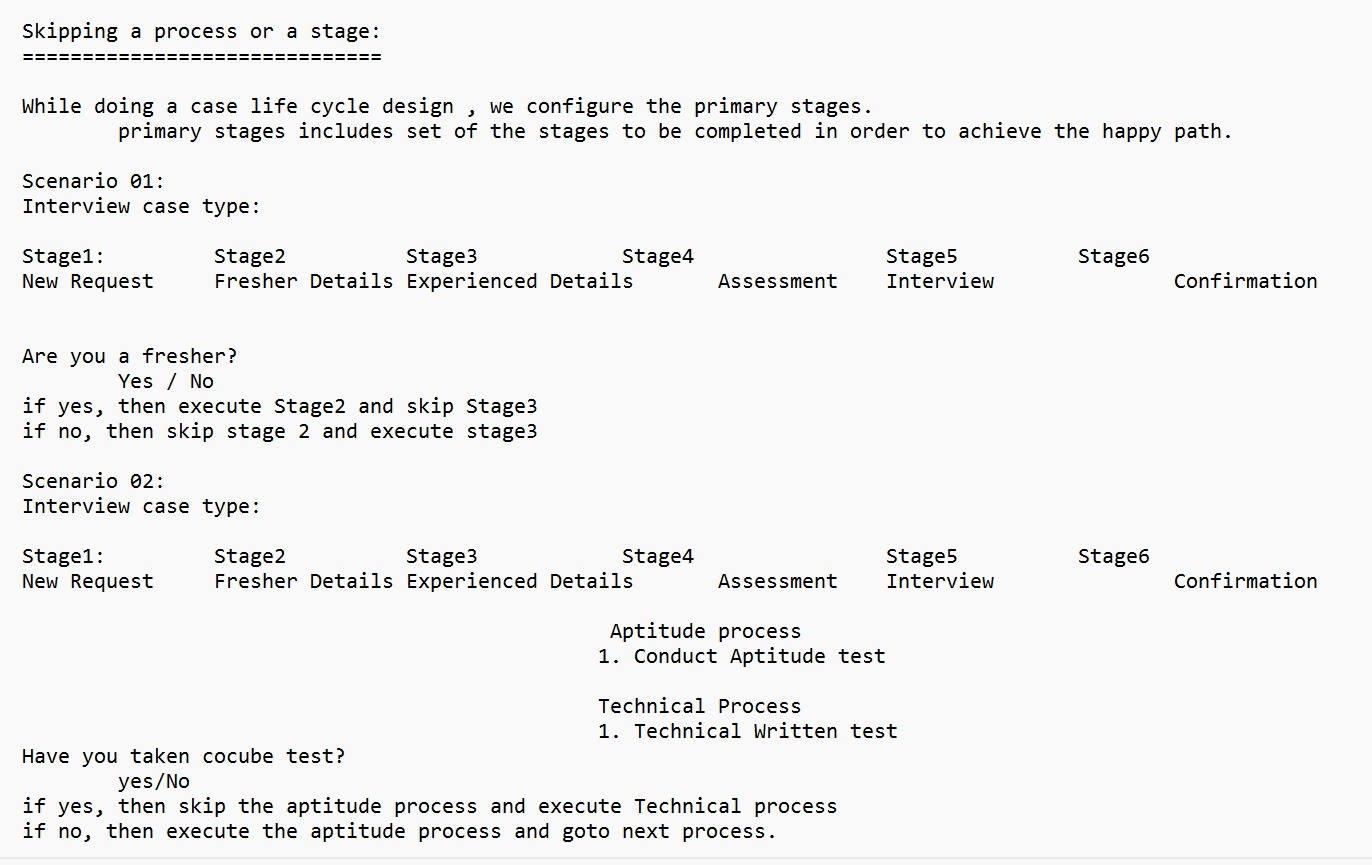 Skipping a process or a stage:
==============================
While doing a case life cycle design , we configure the primary stages.
primary stages includes set of the stages to be completed in order to achieve the happy path.
Scenario 01:
Interview case type:
Stage1: Stage2 Stage3 Stage4 Stage5 Stage6
New Request Fresher Details Experienced Details Assessment Interview Confirmation
Are you a fresher?
Yes / No
if yes, then execute Stage2 and skip Stage3
if no, then skip stage 2 and execute stage3
Scenario 02:
Interview case type:
Stage1: Stage2 Stage3 Stage4 Stage5 Stage6
New Request Fresher Details Experienced Details Assessment Interview Confirmation
Aptitude process
1. Conduct Aptitude test
Technical Process
1. Technical Written test
Have you taken cocube test?
yes/No
if yes, then skip the aptitude process and execute Technical process
if no, then execute the aptitude process and goto next process.